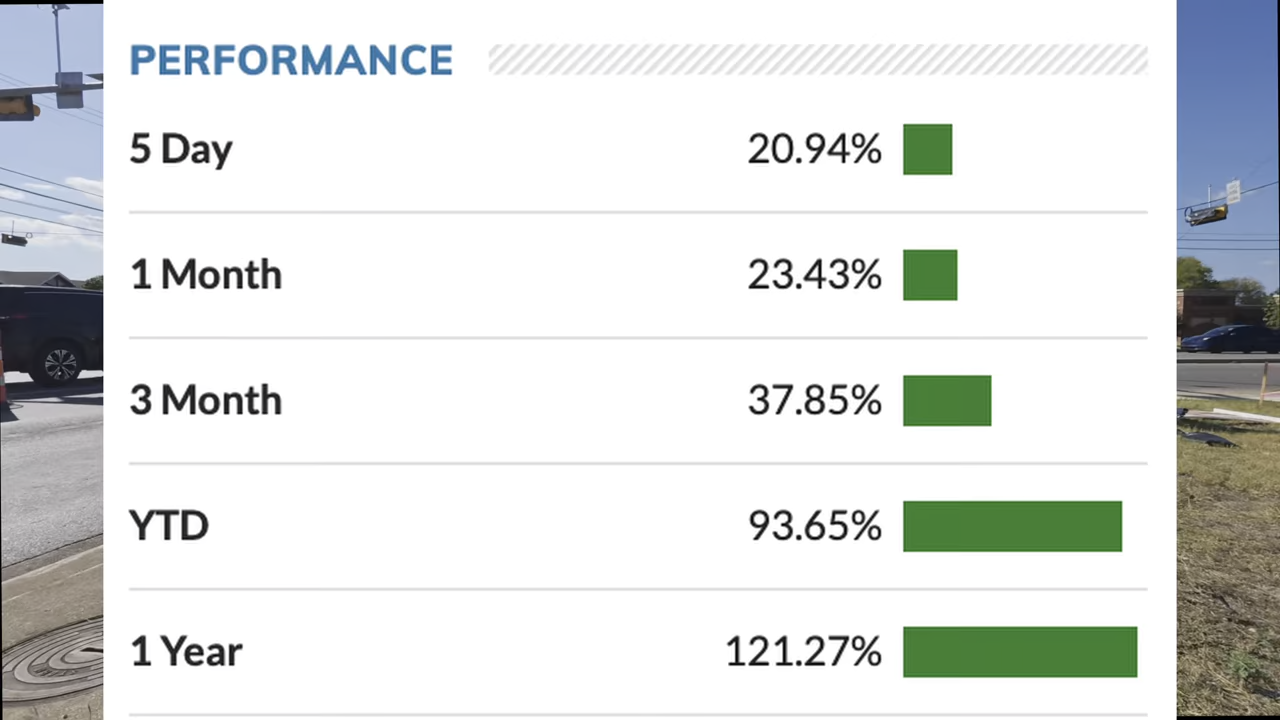 PERFORMANCE
5 Day 20.94%
1 Month 23.43%
3 Month 37.85%
YTD 93.65%
1 Year 121.27%